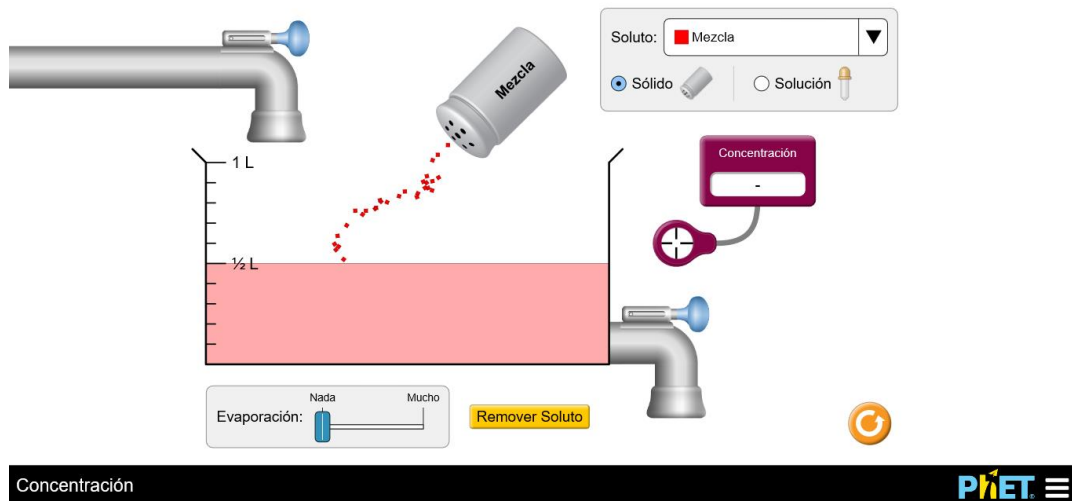 Soluto: Mezcla
Sólido
Solución
Mezcla
Concentración
-
1 L
½ L
Nada
Mucho
Evaporación:
Remover Soluto
Concentración
PhET